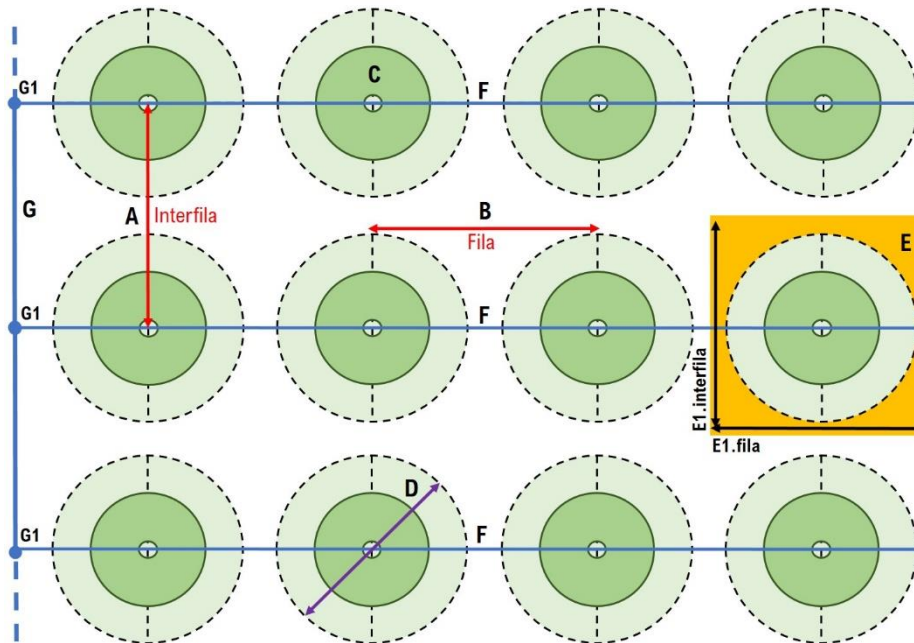 G1
C
F
G
A
Interfila
B
Fila
E
G1
F
E1.interfila
E1.fila
D
G1
F